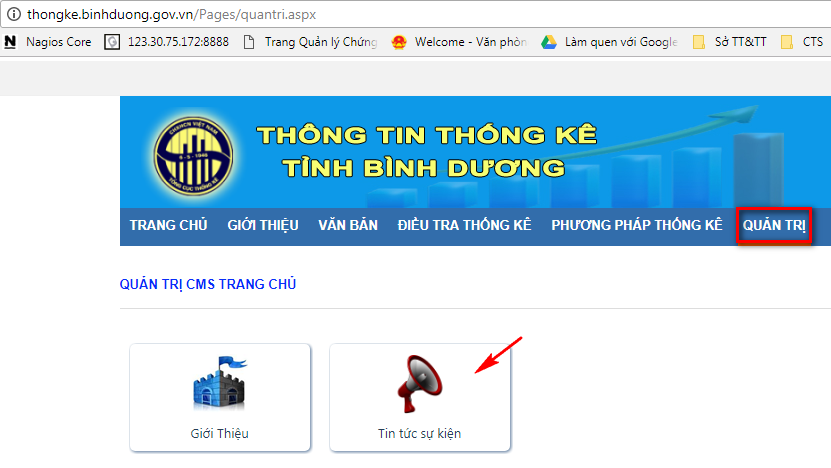 thongke.binhduong.gov.vn/Pages/quantri.aspx
Nagios Core 123.30.75.172:8888 Trang Quản lý Chứng Welcome - Văn phòn Làm quen với Google Sở TT&TT CTS
THÔNG TIN THỐNG KÊ
TỈNH BÌNH DƯƠNG
TRANG CHỦ GIỚI THIỆU VĂN BẢN ĐIỀU TRA THỐNG KÊ PHƯƠNG PHÁP THỐNG KÊ QUẢN TRỊ
QUẢN TRỊ CMS TRANG CHỦ
Giới Thiệu Tin tức sự kiện